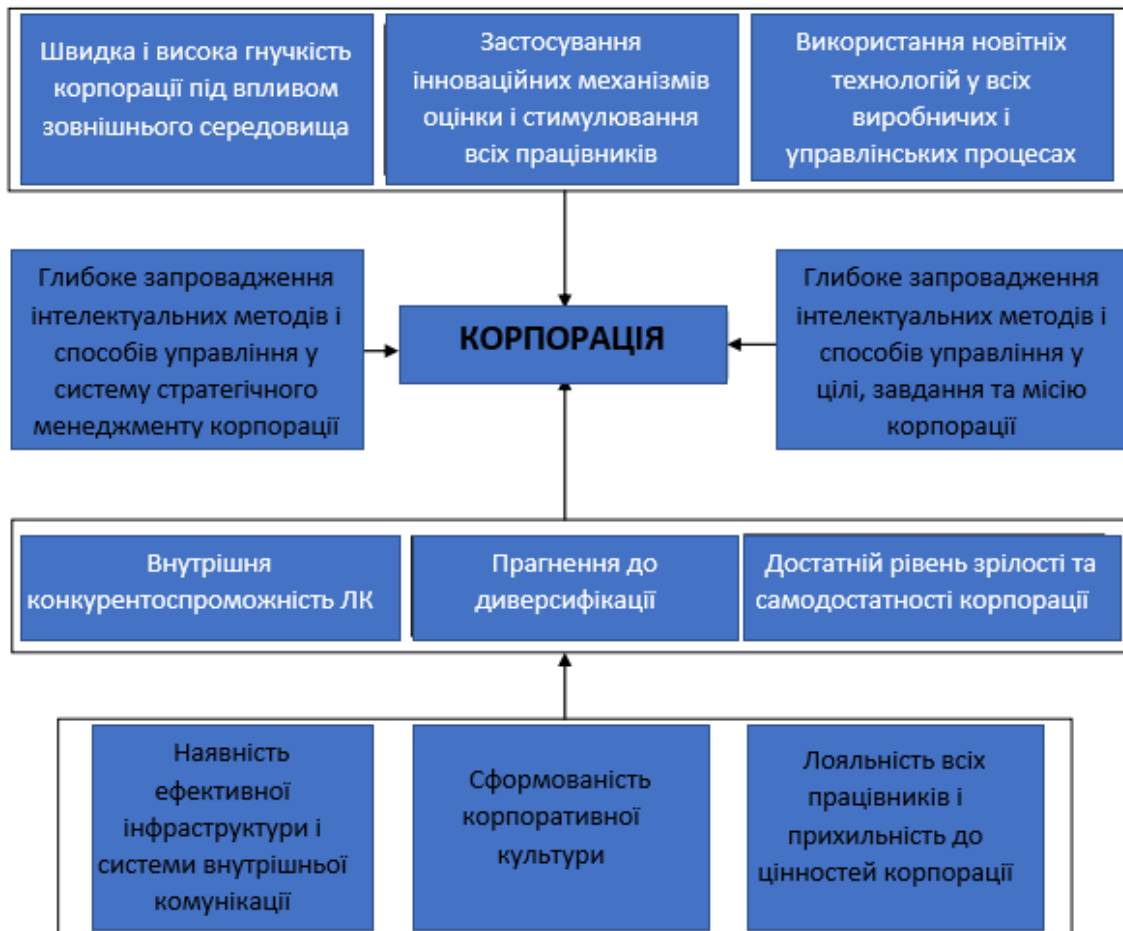 Швидка і висока гнучкість
корпорації під впливом
зовнішнього середовища
Застосування
інноваційних механізмів
оцінки і стимулювання
всіх працівників
Використання новітніх
технологій у всіх
виробничих і
управлінських процесах
Глибоке запровадження
інтелектуальних методів і
способів управління у
систему стратегічного
менеджменту корпорації
КОРПОРАЦІЯ
Глибоке запровадження
інтелектуальних методів і
способів управління у
цілі, завдання та місію
корпорації
Внутрішня
конкурентоспроможність ЛК
Прагнення до
диверсифікації
Достатній рівень зрілості та
самодостатності корпорації
Наявність
ефективної
інфраструктури і
системи внутрішньої
комунікації
Сформованість
корпоративної
культури
Лояльність всіх
працівників і
прихильність до
цінностей корпорації